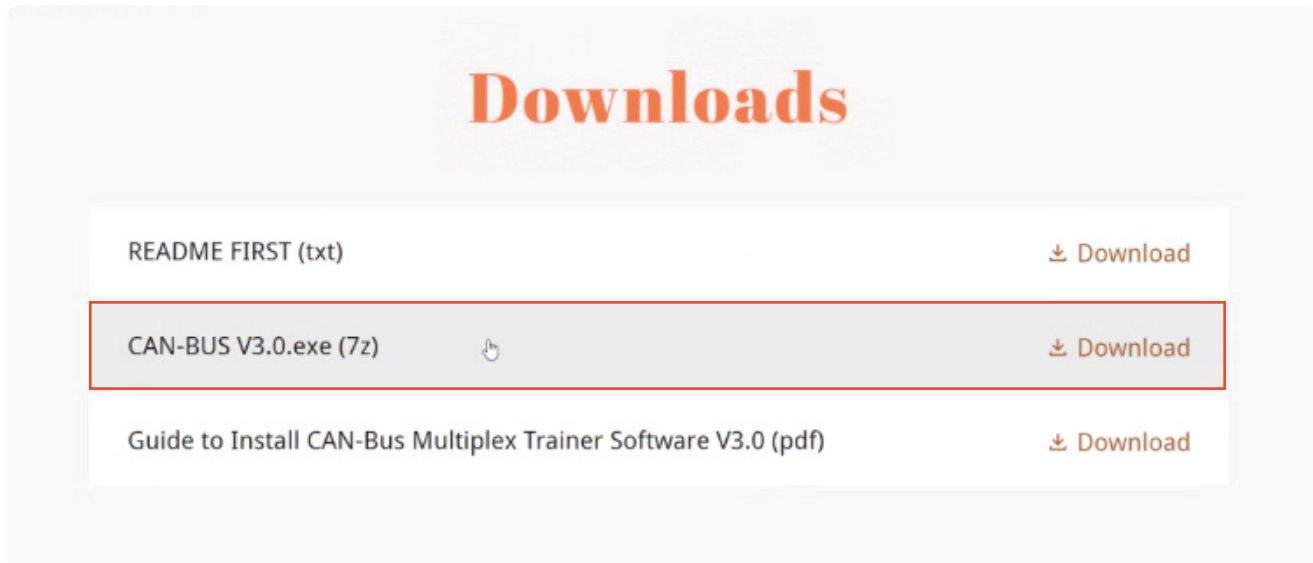 Downloads
README FIRST (txt)
Download
CAN-BUS V3.0.exe (7z)
Download
Guide to Install CAN-Bus Multiplex Trainer Software V3.0 (pdf)
Download